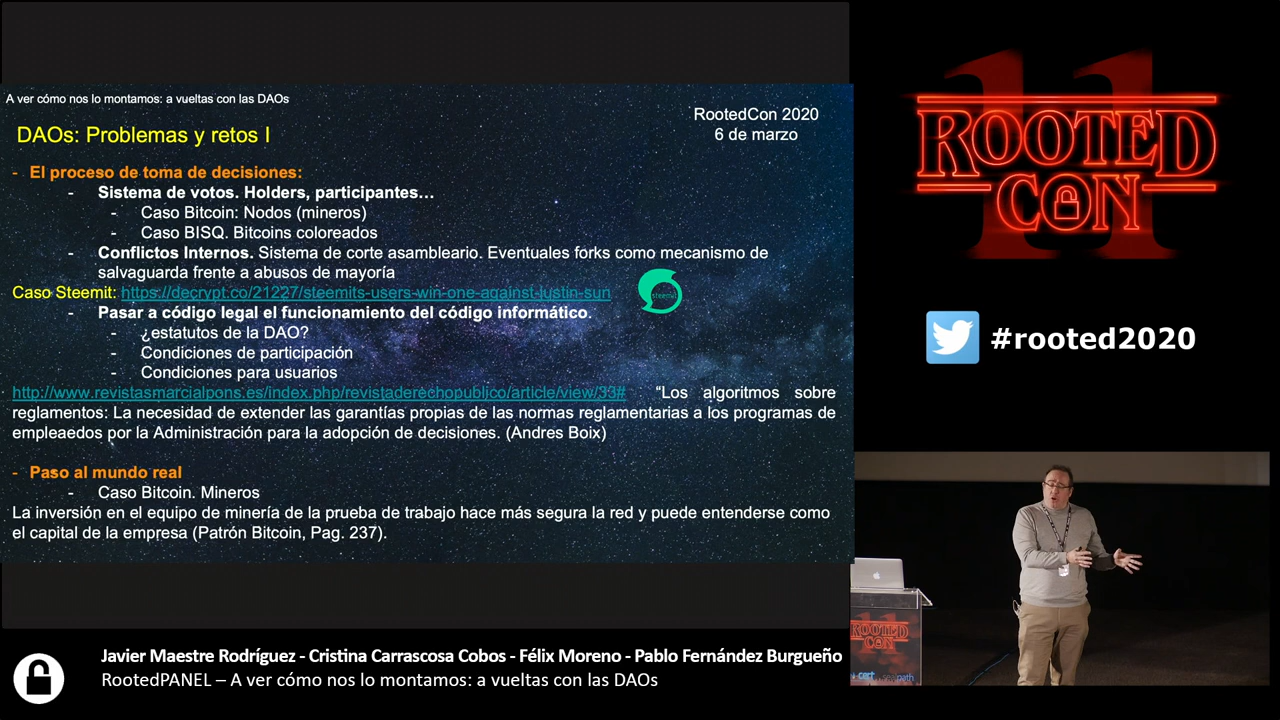 A ver cómo nos lo montamos: a vueltas con las DAOs
RootedCon 2020
6 de marzo
DAOs: Problemas y retos I
- El proceso de toma de decisiones:
- Sistema de votos. Holders, participantes…
- Caso Bitcoin: Nodos (mineros)
- Caso BISQ. Bitcoins coloreados
- Conflictos Internos. Sistema de corte asambleario. Eventuales forks como mecanismo de
salvaguarda frente a abusos de mayoría
Caso Steemit: https://decrypt.co/21227/steemits-users-win-one-against-justin-sun
steemit
- Pasar a código legal el funcionamiento del código informático.
- ¿estatutos de la DAO?
- Condiciones de participación
- Condiciones para usuarios
http://www.revistasmarcialpons.es/index.php/revistaderechopublico/article/view/33# “Los algoritmos sobre
reglamentos: La necesidad de extender las garantías propias de las normas reglamentarias a los programas de
empleaedos por la Administración para la adopción de decisiones. (Andres Boix)
- Paso al mundo real
- Caso Bitcoin. Mineros
La inversión en el equipo de minería de la prueba de trabajo hace más segura la red y puede entenderse como
el capital de la empresa (Patrón Bitcoin, Pag. 237).
11
ROOTED
CON
#rooted2020
ROOTED
CON
cert
sealpath
Javier Maestre Rodríguez - Cristina Carrascosa Cobos - Félix Moreno - Pablo Fernández Burgueño
RootedPANEL – A ver cómo nos lo montamos: a vueltas con las DAOs